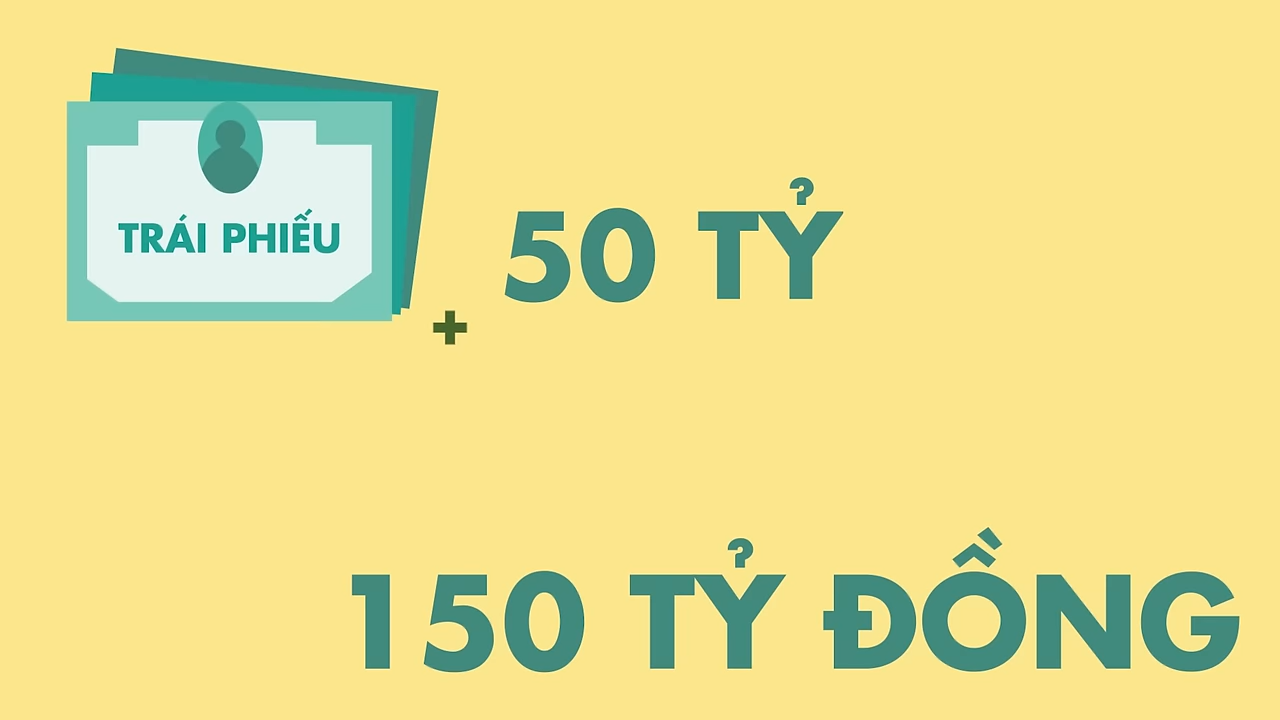 TRÁI PHIẾU
+
50 TỶ
150 TỶ ĐỒNG